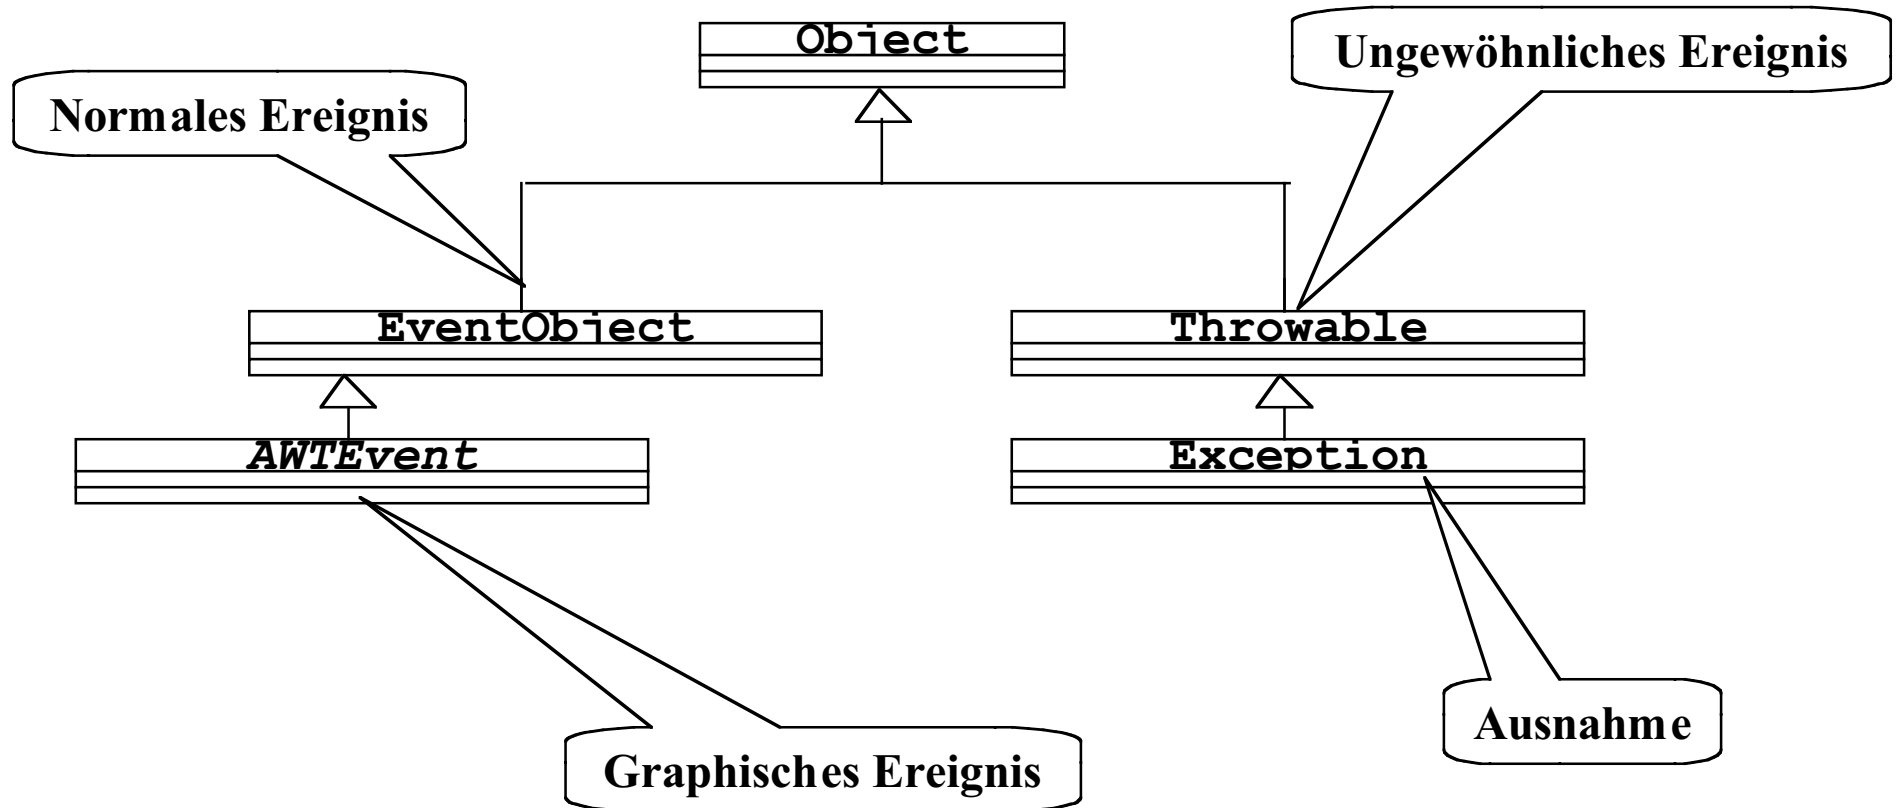 Object
Ungewöhnliches Ereignis
Normales Ereignis
EventObject
Throwable
AWTEvent
Exception
Graphisches Ereignis
Ausnahme